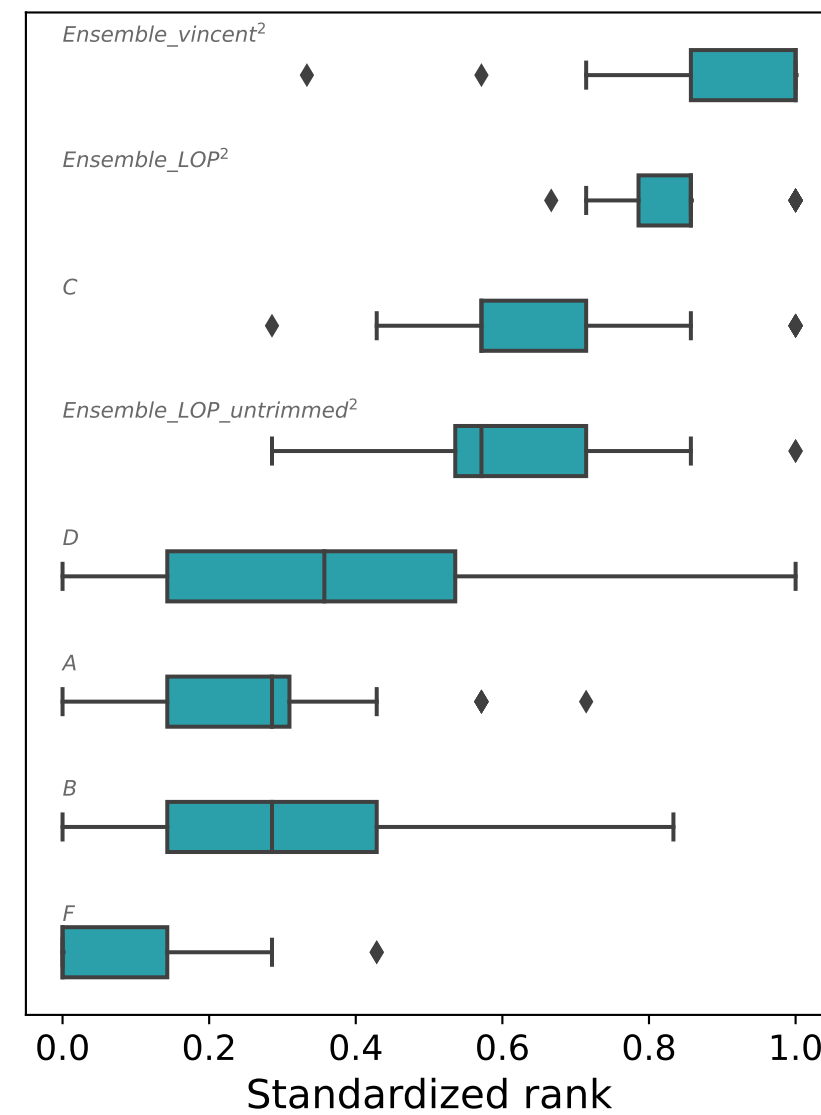 Ensemble_vincent²
Ensemble_LOP²
C
Ensemble_LOP_untrimmed²
D
A
B
F
0.0 0.2 0.4 0.6 0.8 1.0
Standardized rank